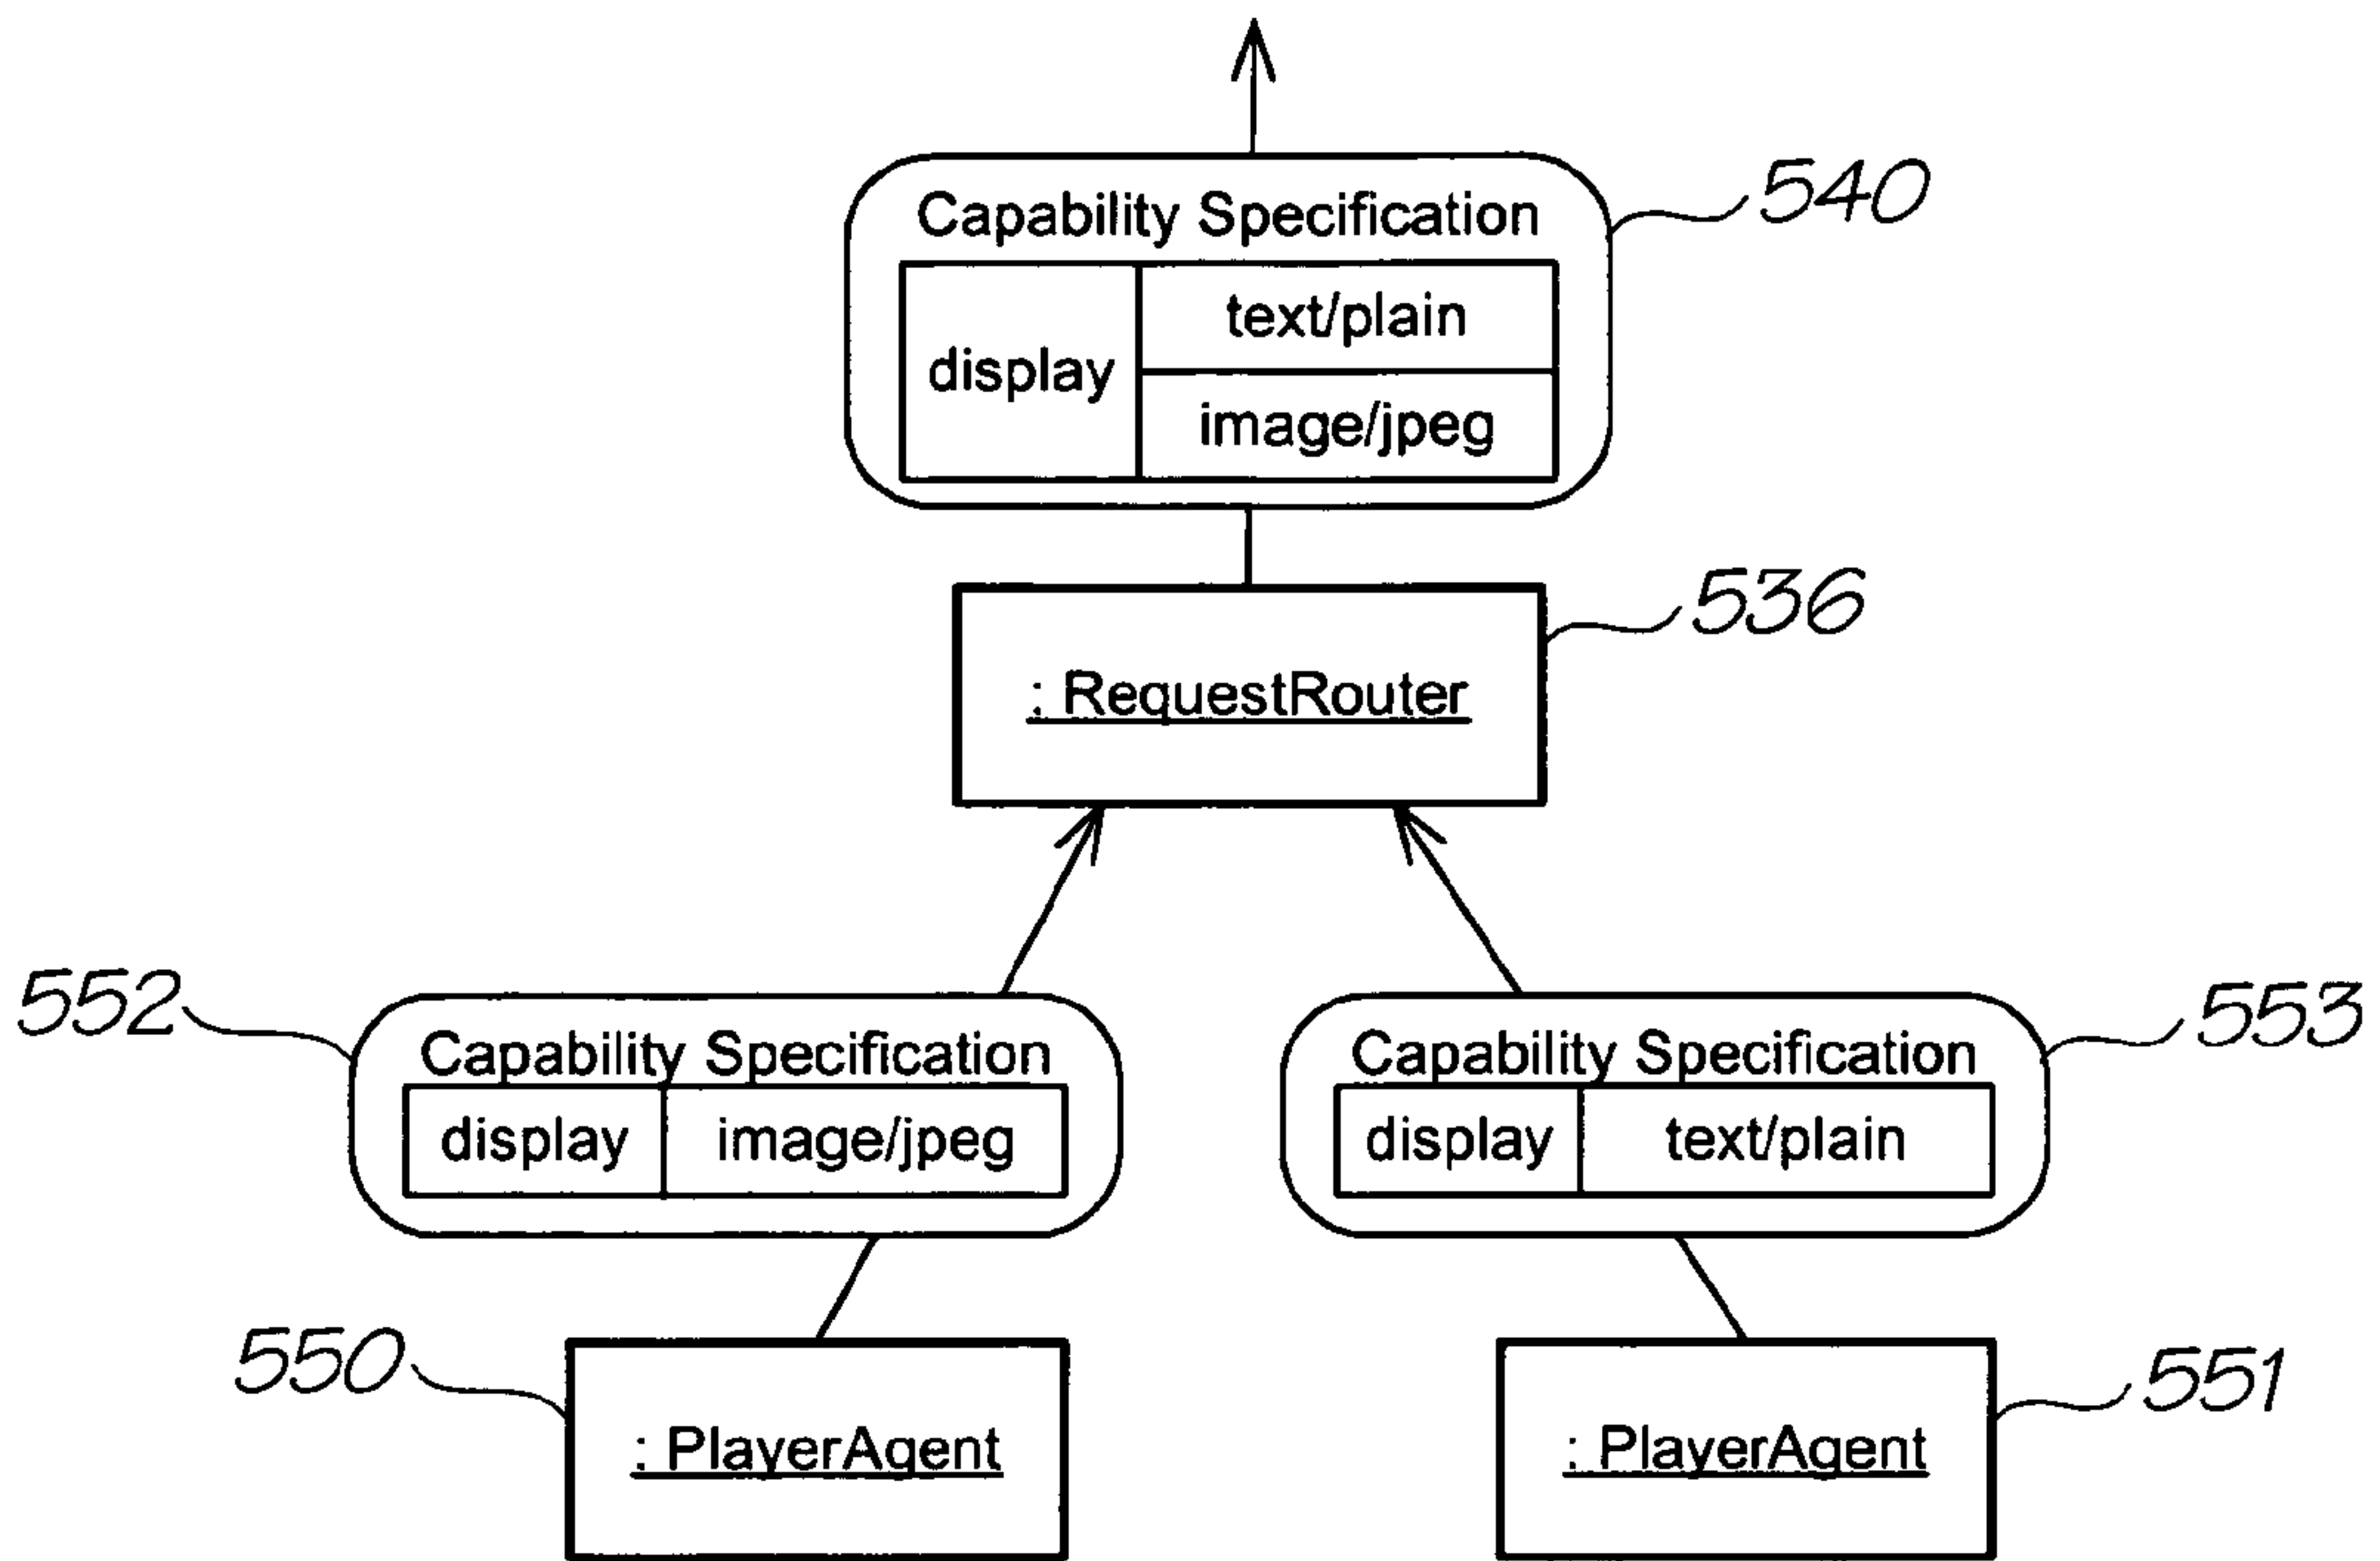 Capability Specification
540
text/plain
display
image/jpeg
536
: RequestRouter
552
553
Capability Specification
display image/jpeg
Capability Specification
display text/plain
550
551
: PlayerAgent
: PlayerAgent